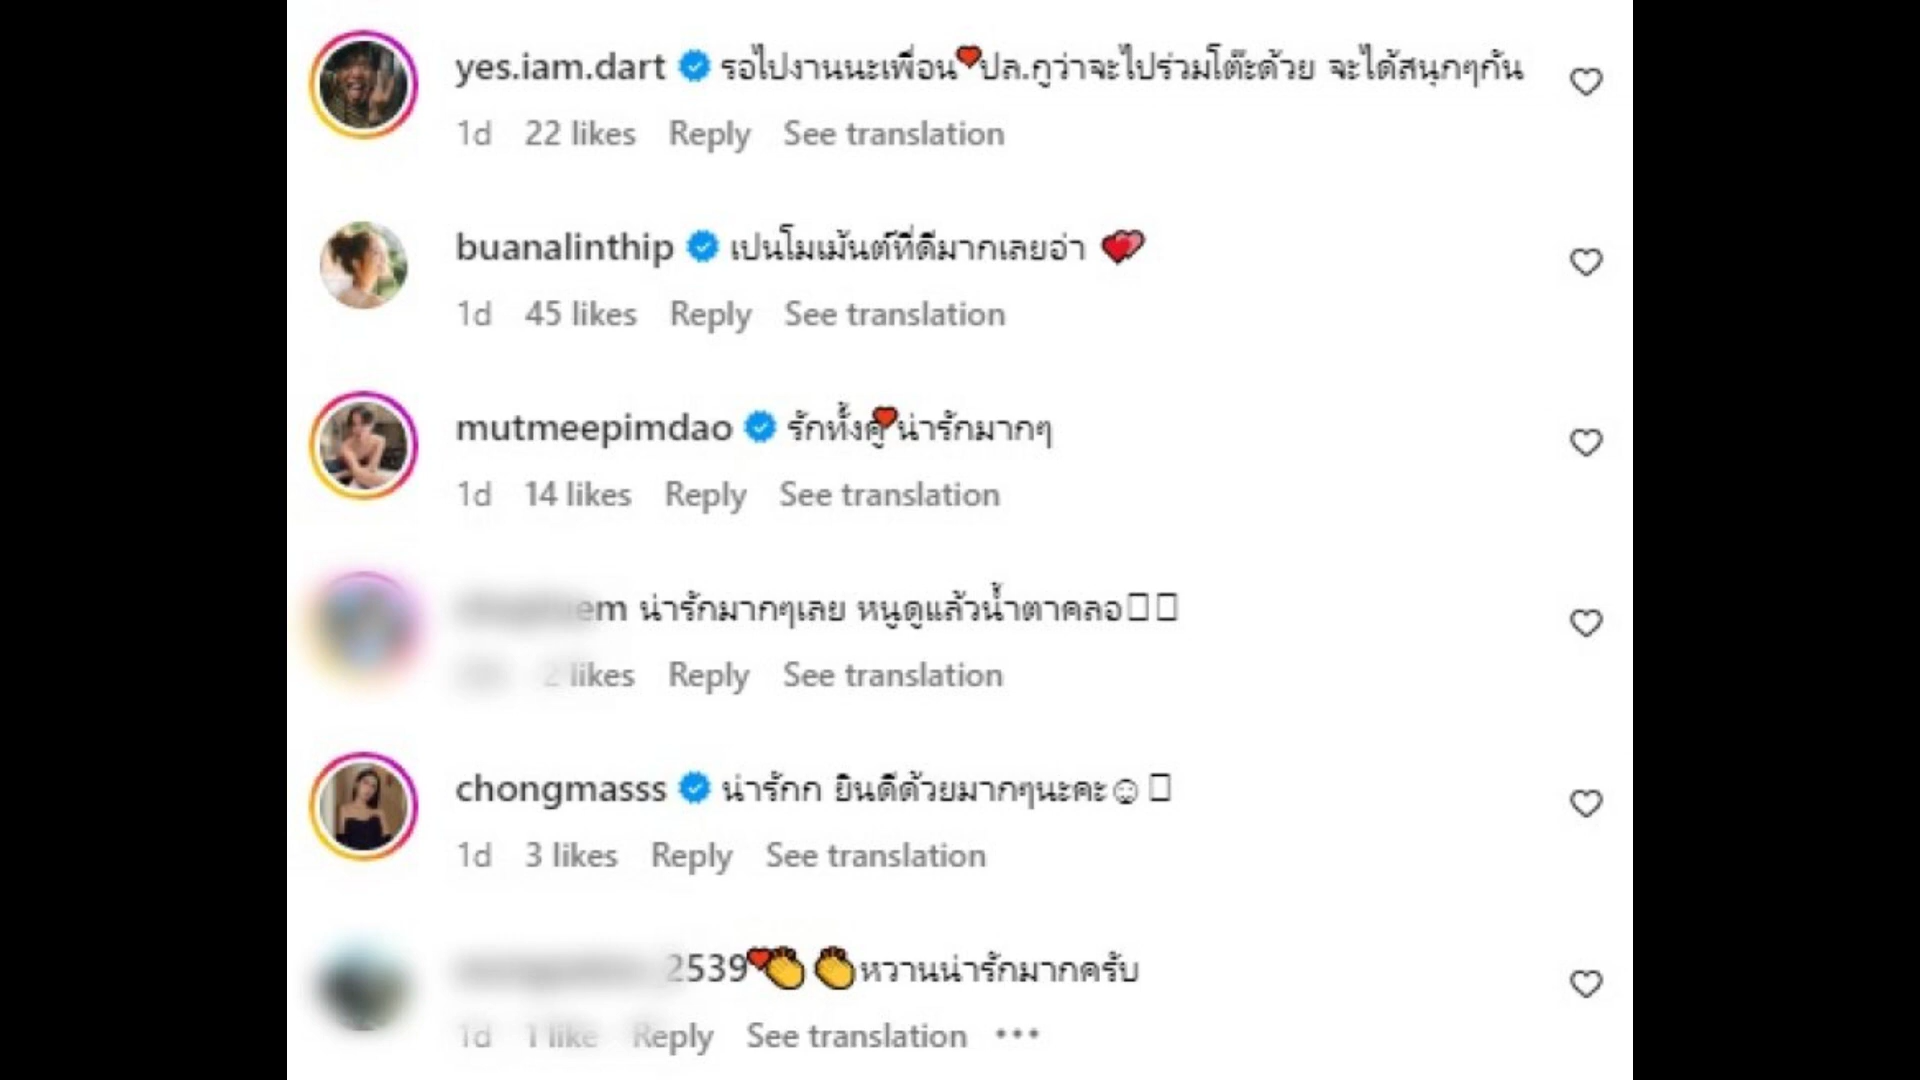 yes.iam.dart รอไปงานนะเพื่อน❤️ปล.กูว่าจะไปร่วมโต๊ะด้วย จะได้สนุกๆกัน
1d 22 likes Reply See translation
buanalinthip เปนโมเม้นต์ที่ดีมากเลยอ่า 💕
1d 45 likes Reply See translation
mutmeepimdao รักทั้งคู่❤️น่ารักมากๆ
1d 14 likes Reply See translation
em น่ารักมากๆเลย หนูดูแล้วน้ำตาคลอ
2 likes Reply See translation
chongmasss น่ารักก ยินดีด้วยมากๆนะคะ☺
1d 3 likes Reply See translation
2539❤️👏👏หวานน่ารักมากครับ
1d 1 like Reply See translation •••